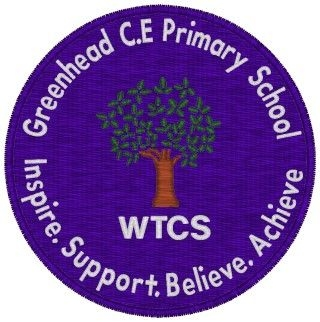 Greenhead C.E Primary School
WTCS
Inspire. Support. Believe. Achieve